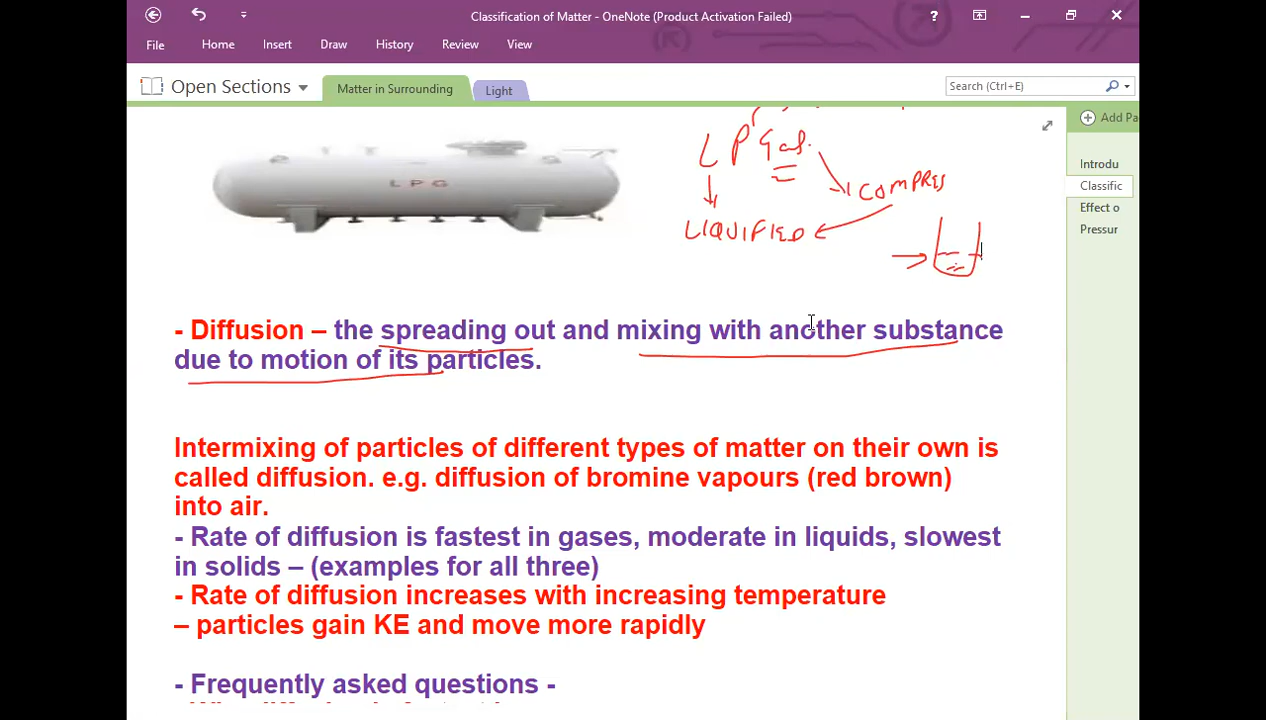 Classification of Matter - OneNote (Product Activation Failed)
?
File Home Insert Draw History Review View
Open Sections Matter in Surrounding Light Search (Ctrl+E)
Add Pa
Introdu
Classific
Effect o
Pressur
LPG
L P Gas.
COMPRES
LIQUIFIED
- Diffusion – the spreading out and mixing with another substance
due to motion of its particles.
Intermixing of particles of different types of matter on their own is
called diffusion. e.g. diffusion of bromine vapours (red brown)
into air.
- Rate of diffusion is fastest in gases, moderate in liquids, slowest
in solids – (examples for all three)
- Rate of diffusion increases with increasing temperature
– particles gain KE and move more rapidly
- Frequently asked questions -